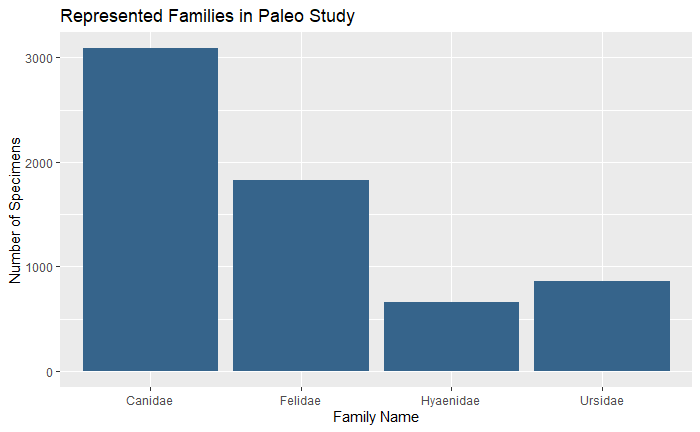 Represented Families in Paleo Study
Number of Specimens
3000
2000
1000
0
Canidae Felidae Hyaenidae Ursidae
Family Name